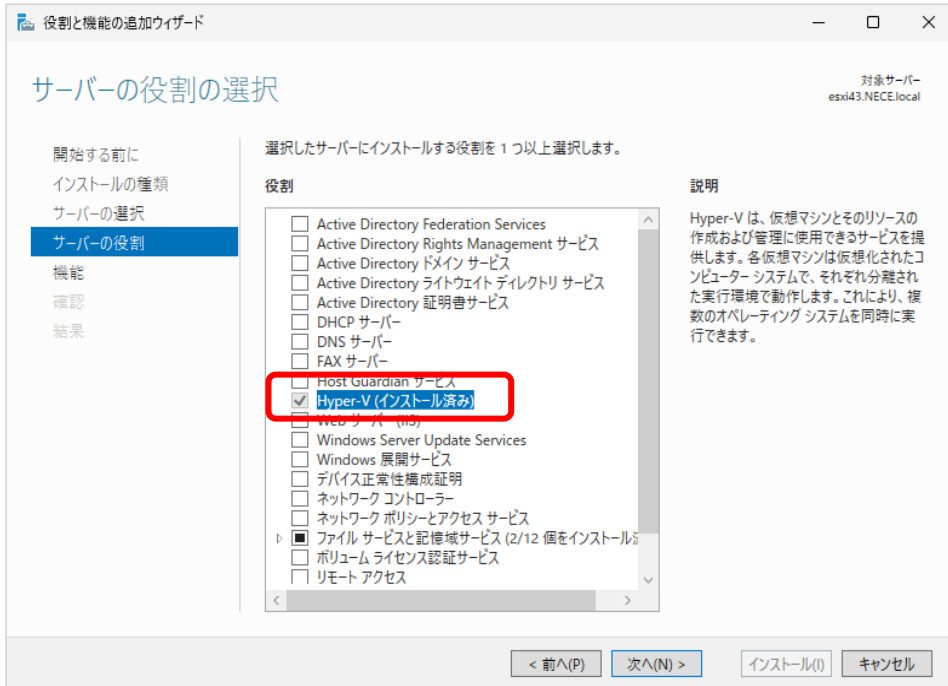 役割と機能の追加ウィザード
サーバーの役割の選択
対象サーバー
esxi43.NECE.local
開始する前に
インストールの種類
サーバーの選択
サーバーの役割
機能
確認
結果
選択したサーバーにインストールする役割を 1 つ以上選択します。
役割
Active Directory Federation Services
Active Directory Rights Management サービス
Active Directory ドメイン サービス
Active Directory ライトウェイト ディレクトリ サービス
Active Directory 証明書サービス
DHCP サーバー
DNS サーバー
FAX サーバー
Host Guardian サービス
Hyper-V (インストール済み)
Web サーバー (IIS)
Windows Server Update Services
Windows 展開サービス
デバイス正常性構成証明
ネットワーク コントローラー
ネットワーク ポリシーとアクセス サービス
ファイル サービスと記憶域サービス (2/12 個をインストール済
ボリューム ライセンス認証サービス
リモート アクセス
説明
Hyper-V は、仮想マシンとそのリソースの
作成および管理に使用できるサービスを提
供します。各仮想マシンは仮想化されたコ
ンピューター システムで、それぞれ分離され
た実行環境で動作します。これにより、複
数のオペレーティング システムを同時に実
行できます。
< 前へ(P)
次へ(N) >
インストール(I)
キャンセル